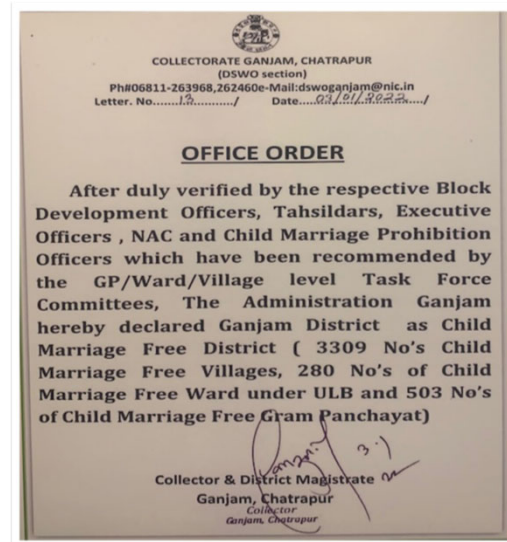 COLLECTORATE GANJAM, CHATRAPUR
(DSWO section)
Ph#06811-263968,262460e-Mail:dswoganjam@nic.in
Letter. No......13............/ Date....03/01/2022...../
OFFICE ORDER
After duly verified by the respective Block
Development Officers, Tahsildars, Executive
Officers , NAC and Child Marriage Prohibition
Officers which have been recommended by
the GP/Ward/Village level Task Force
Committees, The Administration Ganjam
hereby declared Ganjam District as Child
Marriage Free District ( 3309 No's Child
Marriage Free Villages, 280 No's of Child
Marriage Free Ward under ULB and 503 No's
of Child Marriage Free Gram Panchayat)
3.1
22
Collector & District Magistrate
Ganjam, Chatrapur
Collector
Ganjam, Chatrapur